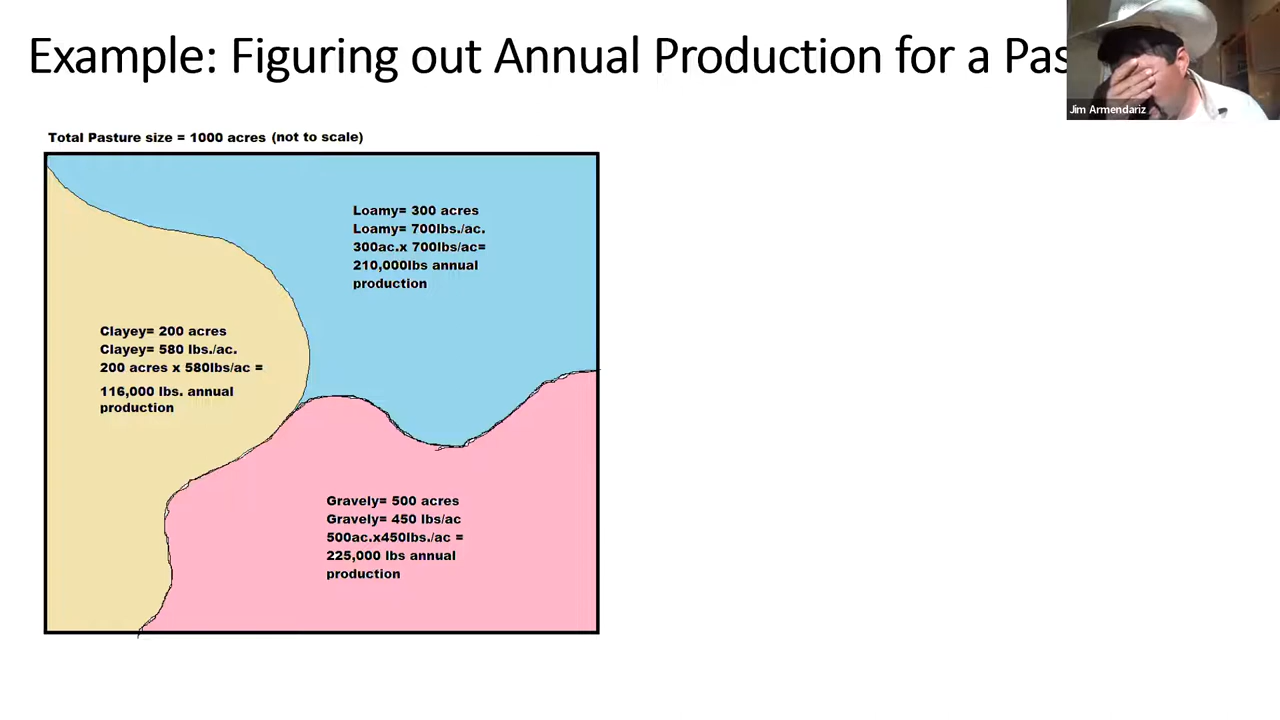 Example: Figuring out Annual Production for a Pas
Jim Armendariz
Total Pasture size = 1000 acres (not to scale)
Loamy= 300 acres
Loamy= 700lbs./ac.
300ac.x 700lbs/ac=
210,000lbs annual
production
Clayey= 200 acres
Clayey= 580 lbs./ac.
200 acres x 580lbs/ac =
116,000 lbs. annual
production
Gravely= 500 acres
Gravely= 450 lbs/ac
500ac.x450lbs./ac =
225,000 lbs annual
production